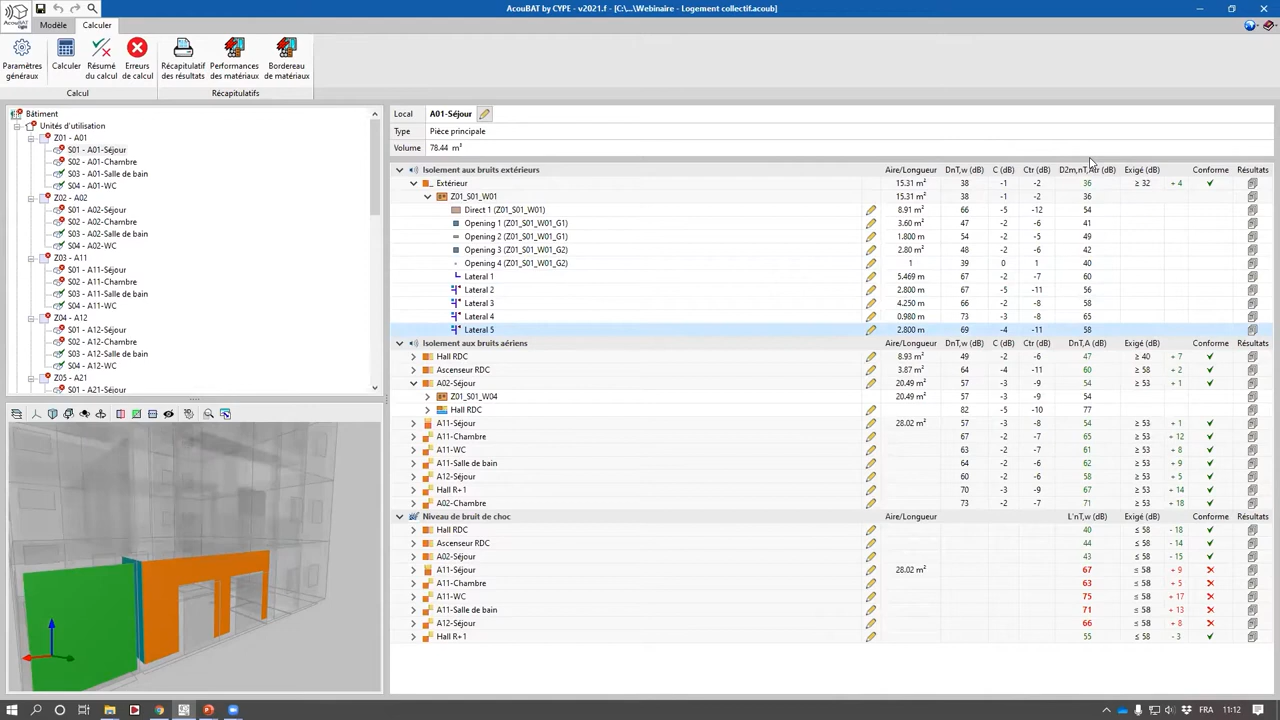 AcouBAT by CYPE - v2021.f - [C:\...\Webinaire - Logement collectif.acoub]
AcouBAT
Modèle Calculer
Paramètres généraux
Calculer
Résumé du calcul
Erreurs de calcul
Récapitulatif des résultats
Performances des matériaux
Bordereau de matériaux
Calcul
Récapitulatifs
Bâtiment
Unités d'utilisation
Z01 - A01
S01 - A01-Séjour
S02 - A01-Chambre
S03 - A01-Salle de bain
S04 - A01-WC
Z02 - A02
S01 - A02-Séjour
S02 - A02-Chambre
S03 - A02-Salle de bain
S04 - A02-WC
Z03 - A11
S01 - A11-Séjour
S02 - A11-Chambre
S03 - A11-Salle de bain
S04 - A11-WC
Z04 - A12
S01 - A12-Séjour
S02 - A12-Chambre
S03 - A12-Salle de bain
S04 - A12-WC
Z05 - A21
S01 - A21-Séjour
Local A01-Séjour
Type Pièce principale
Volume 78.44 m²
Isolement aux bruits extérieurs Aire/Longueur DnT,w (dB) C (dB) Ctr (dB) D2m,nT,Atr (dB) Exigé (dB) Conforme Résultats
Extérieur 15.31 m² 38 -1 -2 36 ≥ 32 + 4
Z01_S01_W01 15.31 m² 38 -1 -2 36
Direct 1 (Z01_S01_W01) 8.91 m² 66 -5 -12 54
Opening 1 (Z01_S01_W01_G1) 3.60 m² 47 -2 -6 41
Opening 2 (Z01_S01_W01_G1) 1.800 m 54 -2 -5 49
Opening 3 (Z01_S01_W01_G2) 2.80 m² 48 -2 -6 42
Opening 4 (Z01_S01_W01_G2) 1 39 0 1 40
Lateral 1 5.469 m 67 -2 -7 60
Lateral 2 2.800 m 67 -5 -11 56
Lateral 3 4.250 m 66 -2 -8 58
Lateral 4 0.980 m 73 -3 -8 65
Lateral 5 2.800 m 69 -4 -11 58
Isolement aux bruits aériens Aire/Longueur DnT,w (dB) C (dB) Ctr (dB) DnT,A (dB) Exigé (dB) Conforme Résultats
Hall RDC 8.93 m² 49 -2 -6 47 ≥ 40 + 7
Ascenseur RDC 3.87 m² 64 -4 -11 60 ≥ 58 + 2
A02-Séjour 20.49 m² 57 -3 -9 54 ≥ 53 + 1
Z01_S01_W04 20.49 m² 57 -3 -9 54
Hall RDC 82 -5 -10 77
A11-Séjour 28.02 m² 57 -3 -8 54 ≥ 53 + 1
A11-Chambre 67 -2 -7 65 ≥ 53 + 12
A11-WC 63 -2 -7 61 ≥ 53 + 8
A11-Salle de bain 64 -2 -6 62 ≥ 53 + 9
A12-Séjour 60 -2 -6 58 ≥ 53 + 5
Hall R+1 70 -3 -9 67 ≥ 53 + 14
A02-Chambre 73 -2 -7 71 ≥ 53 + 18
Niveau de bruit de choc Aire/Longueur L'nT,w (dB) Exigé (dB) Conforme Résultats
Hall RDC 40 ≤ 58 - 18
Ascenseur RDC 44 ≤ 58 - 14
A02-Séjour 43 ≤ 58 - 15
A11-Séjour 28.02 m² 67 ≤ 58 + 9
A11-Chambre 63 ≤ 58 + 5
A11-WC 75 ≤ 58 + 17
A11-Salle de bain 71 ≤ 58 + 13
A12-Séjour 66 ≤ 58 + 8
Hall R+1 55 ≤ 58 - 3
FRA 11:12